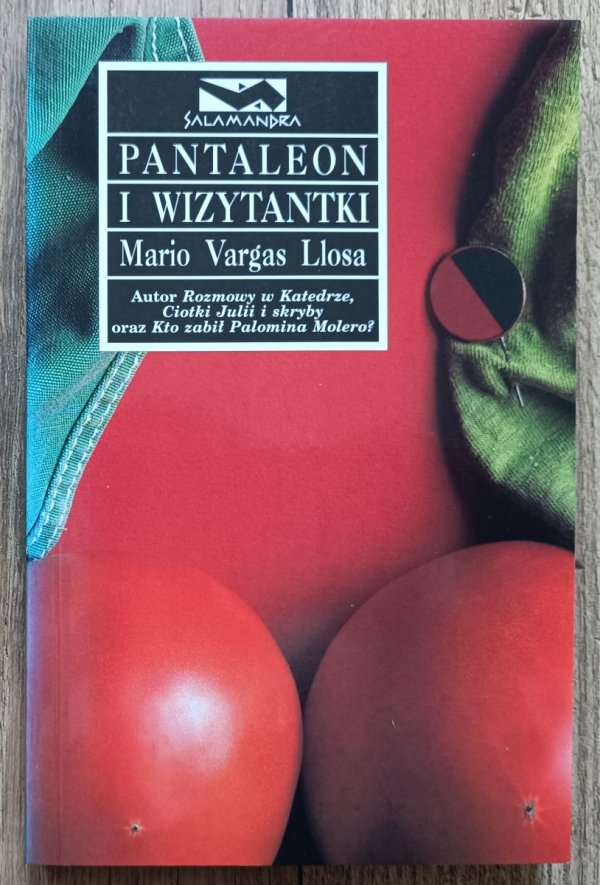 SALAMANDRA
PANTALEON
I WIZYTANTKI
Mario Vargas Llosa
Autor Rozmowy w Katedrze,
Ciotki Julii i skryby
oraz Kto zabił Palomina Molero?